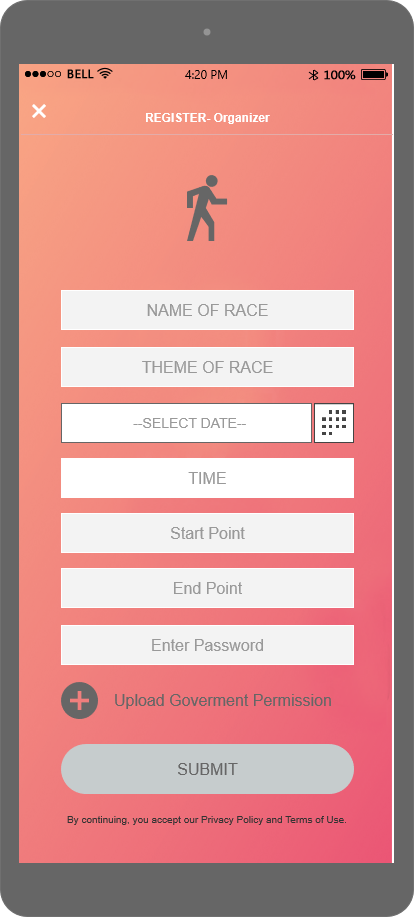 BELL 4:20 PM 100%
REGISTER- Organizer
NAME OF RACE
THEME OF RACE
--SELECT DATE--
TIME
Start Point
End Point
Enter Password
Upload Goverment Permission
SUBMIT
By continuing, you accept our Privacy Policy and Terms of Use.